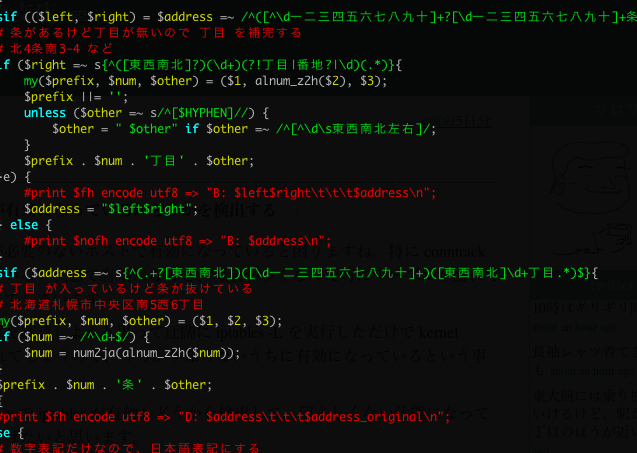 sif (($left, $right) = $address =~ /^([^\d一二三四五六七八九十]+?[\d一二三四五六七八九十]+条
# 条があるけど丁目が無いので 丁目 を補完する
# 北4条南3-4 など
if ($right =~ s{^([東西南北]?)(\d+)(?!丁目|番地?|\d)(.*)}{
my($prefix, $num, $other) = ($1, alnum_z2h($2), $3);
$prefix ||= '';
unless ($other =~ s/^[$HYPHEN]//) {
$other = " $other" if $other =~ /^[^\d\s東西南北左右]/;
}
$prefix . $num . '丁目' . $other;
}e) {
#print $fh encode utf8 => "B: $left$right\t\t\t$address\n";
$address = "$left$right";
} else {
#print $nofh encode utf8 => "B: $address\n";
sif ($address =~ s{^(.+?[東西南北])([\d一二三四五六七八九十]+)([東西南北]\d+丁目.*)$}{
# 丁目 が入っているけど条が抜けている
# 北海道札幌市中央区南5西6丁目
my($prefix, $num, $other) = ($1, $2, $3);
if ($num =~ /^\d+$/) {
$num = num2ja(alnum_z2h($num));
}
$prefix . $num . '条' . $other;
{
#print $fh encode utf8 => "D: $address\t\t\t$address_original\n";
lse {
# 数字表記だけなので、日本語表記にする